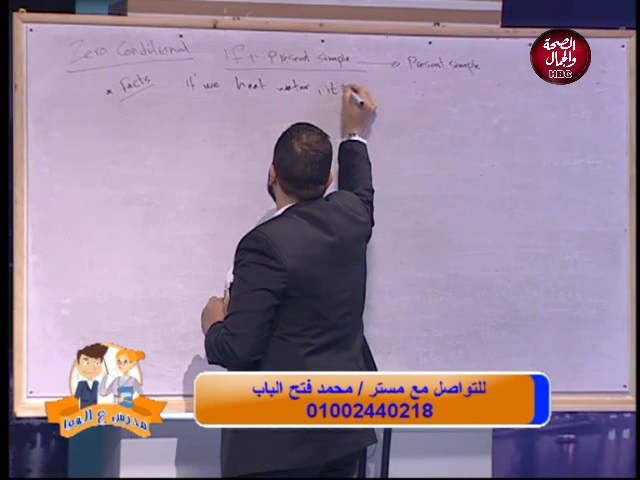 Zero Conditional If + Present simple → Present simple
• facts If we heat water, it
الصحة
والجمال
HBC
مدرس ع الهوا
للتواصل مع مستر / محمد فتح الباب
01002440218